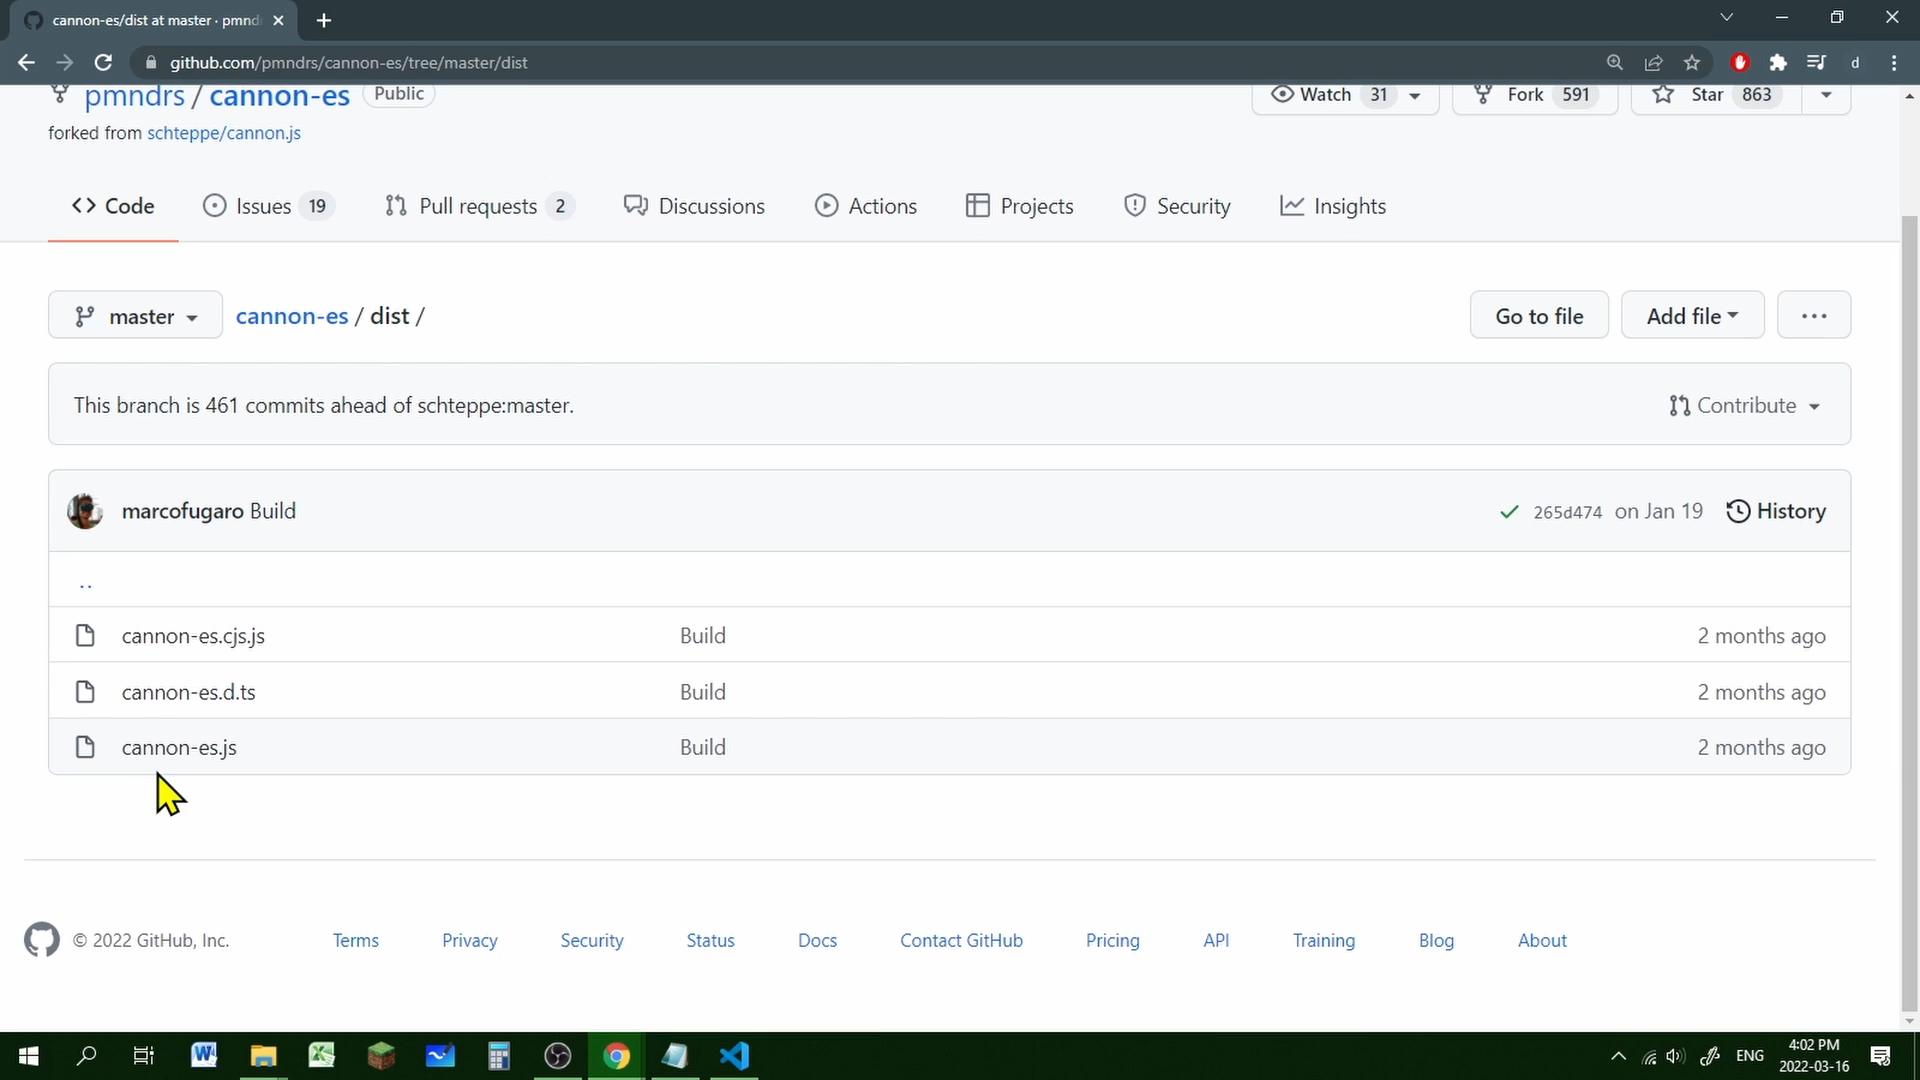 cannon-es/dist at master · pmnd
github.com/pmndrs/cannon-es/tree/master/dist
d
pmndrs / cannon-es Public
Watch 31
Fork 591
Star 863
forked from schteppe/cannon.js
Code
Issues 19
Pull requests 2
Discussions
Actions
Projects
Security
Insights
master
cannon-es / dist /
Go to file
Add file
This branch is 461 commits ahead of schteppe:master.
Contribute
marcofugaro Build
265d474 on Jan 19
History
..
cannon-es.cjs.js Build 2 months ago
cannon-es.d.ts Build 2 months ago
cannon-es.js Build 2 months ago
© 2022 GitHub, Inc.
Terms
Privacy
Security
Status
Docs
Contact GitHub
Pricing
API
Training
Blog
About
ENG
4:02 PM
2022-03-16